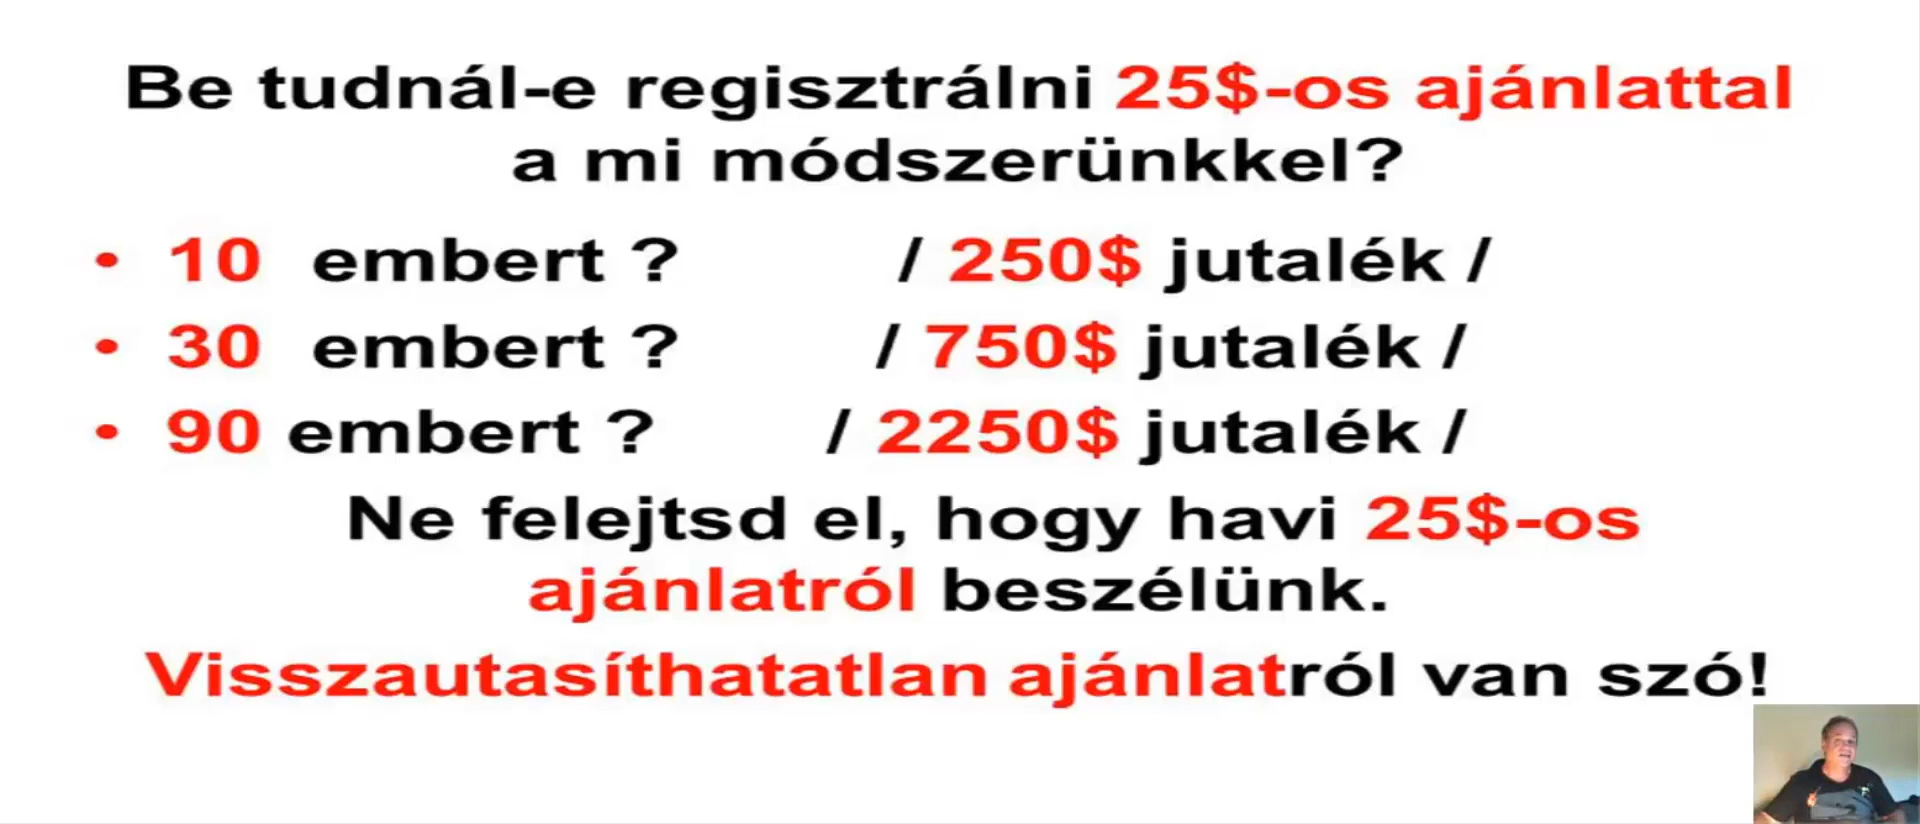 Be tudnál-e regisztrálni 25$-os ajánlattal
a mi módszerünkkel?
• 10 embert ? / 250$ jutalék /
• 30 embert ? / 750$ jutalék /
• 90 embert ? / 2250$ jutalék /
Ne felejtsd el, hogy havi 25$-os
ajánlatról beszélünk.
Visszautasíthatatlan ajánlatról van szó!